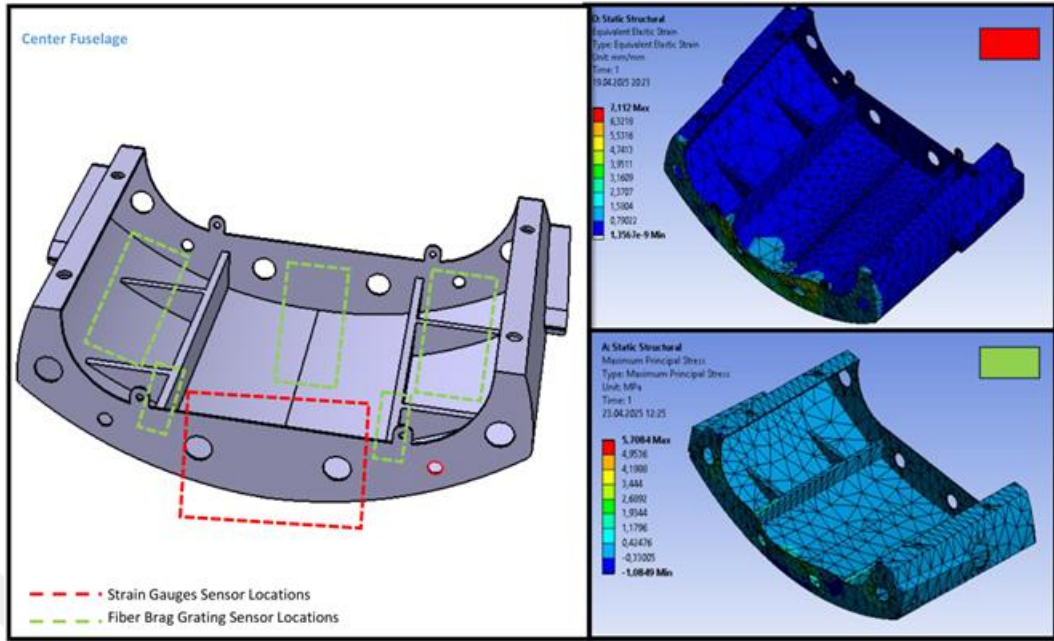 Center Fuselage
Strain Gauges Sensor Locations
Fiber Brag Grating Sensor Locations
D: Static Structural
Equivalent Elastic Strain
Type: Equivalent Elastic Strain
Unit: mm/mm
Time: 1
19.04.2025 20:23
7,112 Max
6,3218
5,5316
4,7413
3,9511
3,1609
2,3707
1,5804
0,79022
1,3567e-9 Min
A: Static Structural
Maximum Principal Stress
Type: Maximum Principal Stress
Unit: MPa
Time: 1
23.04.2025 12:25
5,7084 Max
4,9536
4,1988
3,444
2,6892
1,9344
1,1796
0,42476
-0,33005
-1,0849 Min